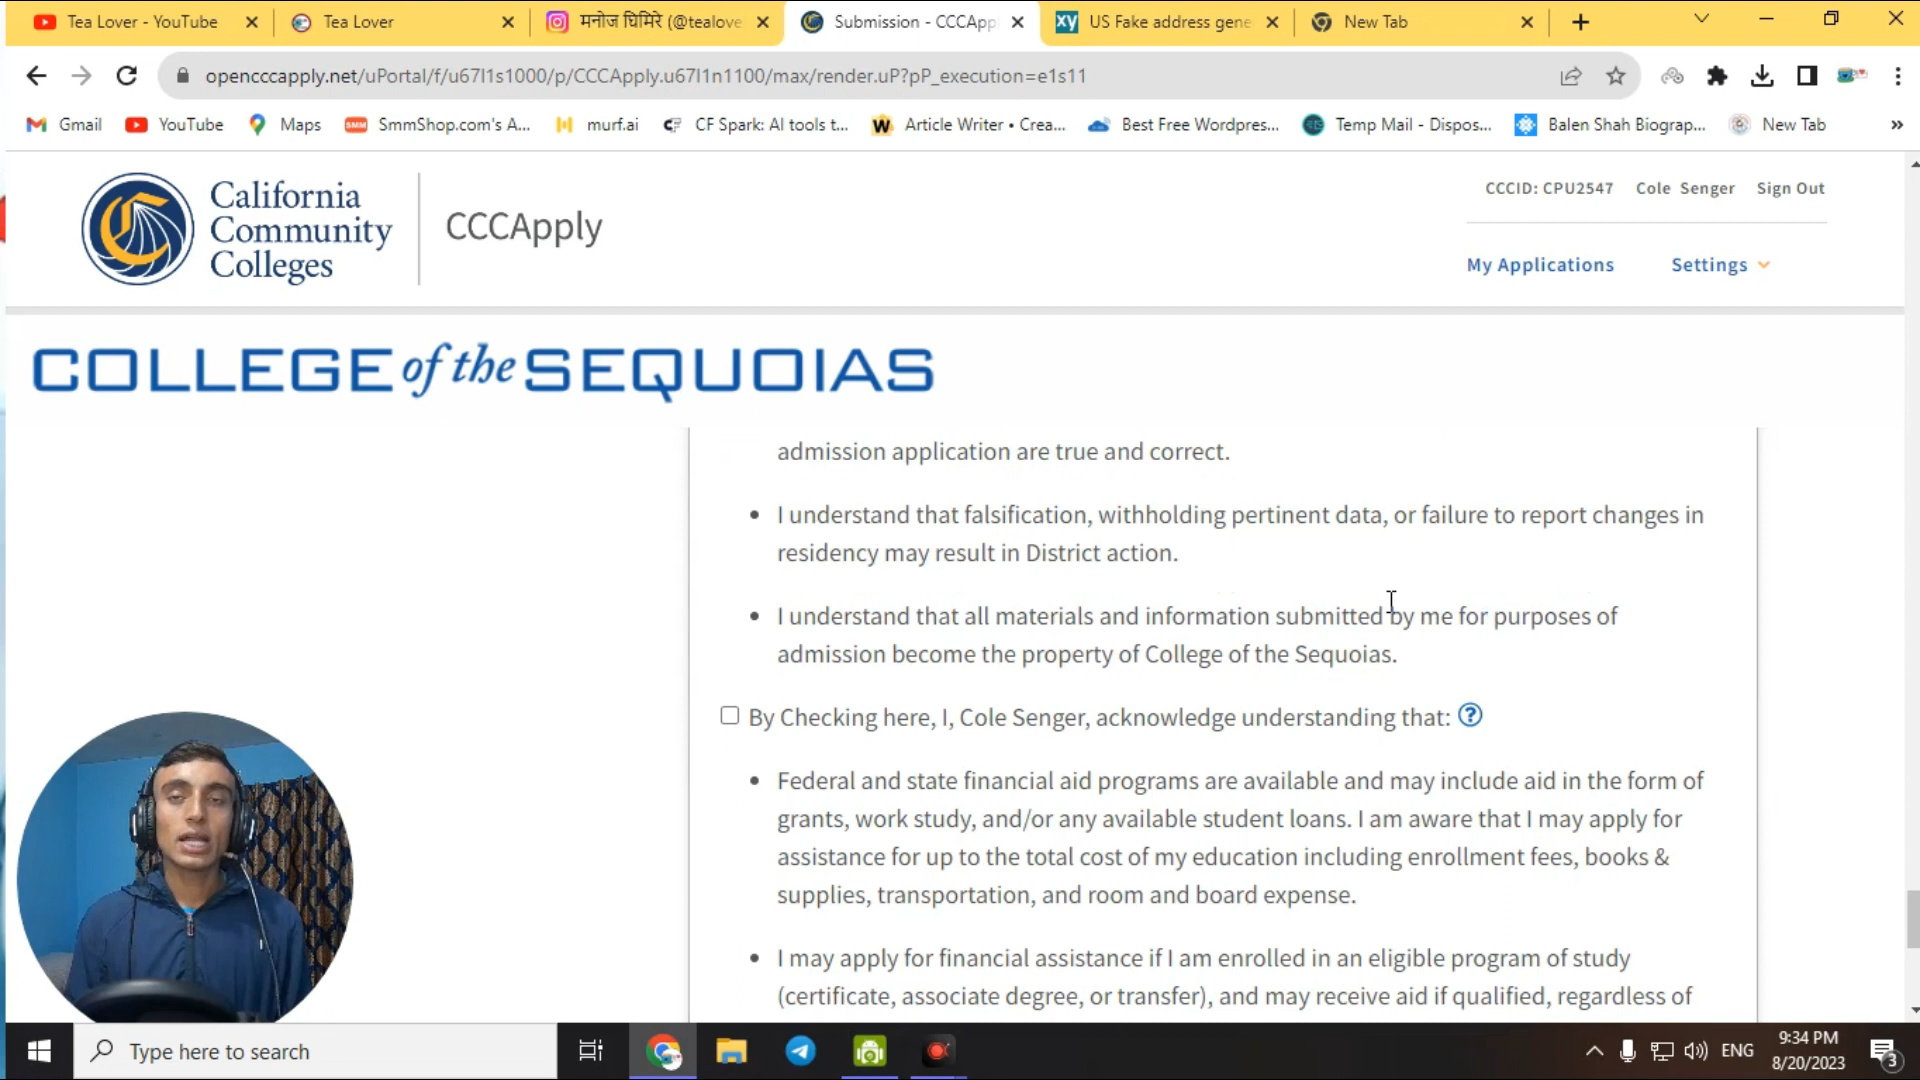 Tea Lover - YouTube
Tea Lover
मनोज घिमिरे (@tealove
Submission - CCCApp
xy US Fake address gene
New Tab
opencccapply.net/uPortal/f/u67l1s1000/p/CCCApply.u67l1n1100/max/render.uP?pP_execution=e1s11
Gmail
YouTube
Maps
SMM SmmShop.com's A...
murf.ai
CF CF Spark: AI tools t...
W Article Writer • Crea...
Best Free Wordpres...
Temp Mail - Dispos...
Balen Shah Biograp...
New Tab
»
California
Community
Colleges
CCCApply
CCCID: CPU2547 Cole Senger Sign Out
My Applications Settings
COLLEGE of the SEQUOIAS
admission application are true and correct.
• I understand that falsification, withholding pertinent data, or failure to report changes in
residency may result in District action.
• I understand that all materials and information submitted by me for purposes of
admission become the property of College of the Sequoias.
By Checking here, I, Cole Senger, acknowledge understanding that: ?
• Federal and state financial aid programs are available and may include aid in the form of
grants, work study, and/or any available student loans. I am aware that I may apply for
assistance for up to the total cost of my education including enrollment fees, books &
supplies, transportation, and room and board expense.
• I may apply for financial assistance if I am enrolled in an eligible program of study
(certificate, associate degree, or transfer), and may receive aid if qualified, regardless of
Type here to search
ENG
9:34 PM
8/20/2023
3